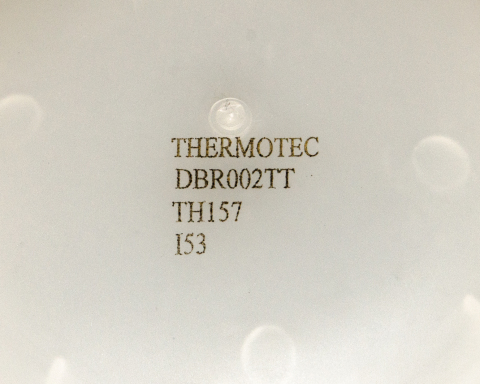 THERMOTEC
DBR002TT
TH157
I53